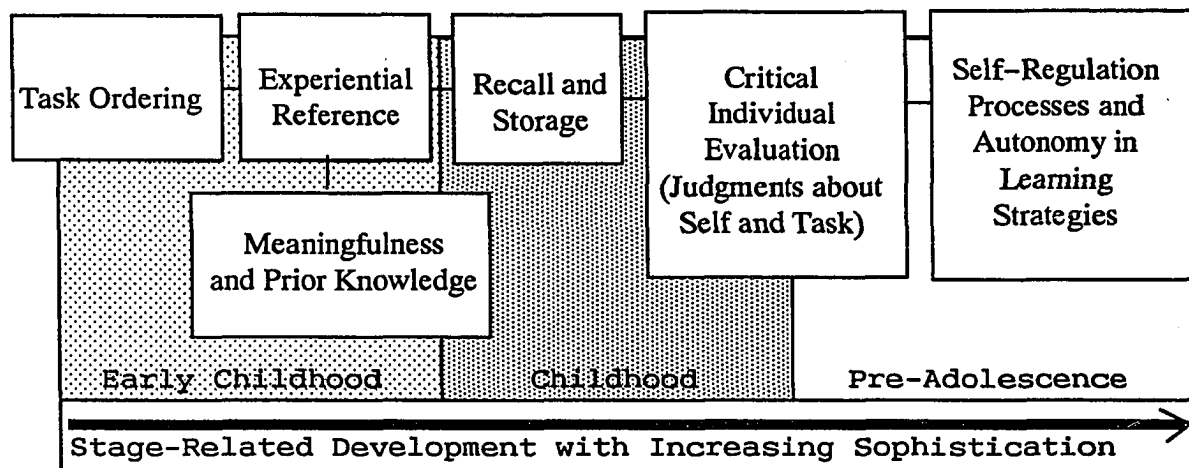 Task Ordering
Experiential
Reference
Recall and
Storage
Critical
Individual
Evaluation
(Judgments about
Self and Task)
Self-Regulation
Processes and
Autonomy in
Learning
Strategies
Meaningfulness
and Prior Knowledge
Early Childhood
Childhood
Pre-Adolescence
Stage-Related Development with Increasing Sophistication